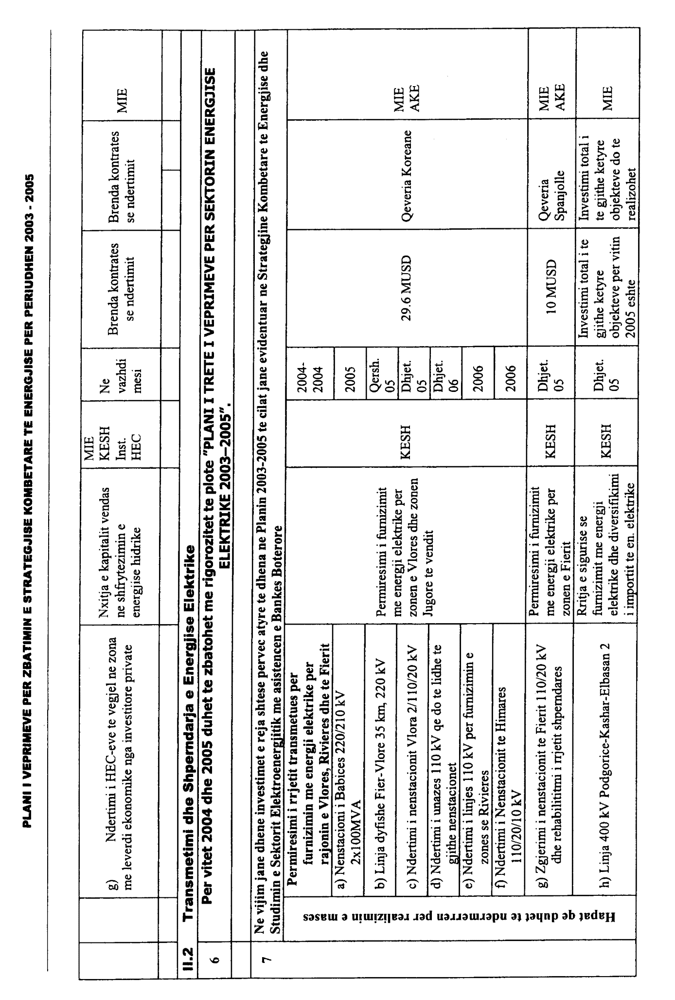 PLANI I VEPRIMEVE PER ZBATIMIN E STRATEGJISE KOMBETARE TE ENERGJISE PER PERIUDHEN 2003 - 2005
g) Ndertimi i HEC-eve te vegjel ne zona
me leverdi ekonomike nga investitore private
Nxitja e kapitalit vendas
ne shfrytezimin e
energjise hidrike
MIE
KESH
Inst.
HEC
Ne
vazhdi
mesi
Brenda kontrates
se ndertimit
Brenda kontrates
se ndertimit
MIE
II.2 Transmetimi dhe Shperndarja e Energjise Elektrike
6
Per vitet 2004 dhe 2005 duhet te zbatohet me rigorozitet te plote "PLANI I TRETE I VEPRIMEVE PER SEKTORIN ENERGJISE
ELEKTRIKE 2003–2005".
7
Ne vijim jane dhene investimet e reja shtese pervec atyre te dhena ne Planin 2003-2005 te cilat jane evidentuar ne Strategjine Kombetare te Energjise dhe
Studimin e Sektorit Elektroenergjitik me asistencen e Bankes Boterore
Hapat qe duhet te ndermerren per realizimin e mases
Permiresimi i rrjetit transmetues per
furnizimin me energji elektrike per
rajonin e Vlores, Rivieres dhe te Fierit
Permiresimi i furnizimit
me energji elektrike per
zonen e Vlores dhe zonen
Jugore te vendit
KESH
2004-
2004
29.6 MUSD
Qeveria Koreane
MIE
AKE
a) Nenstacioni i Babices 220/210 kV
2x100MVA
2005
b) Linja dyfishe Fier-Vlore 35 km, 220 kV
Qersh.
05
c) Ndertimi i nenstacionit Vlora 2/110/20 kV
Dhjet.
05
d) Ndertimi i unazes 110 kV qe do te lidhe te
gjithe nenstacionet
Dhjet.
06
e) Ndertimi i linjes 110 kV per furnizimin e
zones se Rivieres
2006
f) Ndertimi i Nenstacionit te Himares
110/20/10 kV
2006
g) Zgjerimi i nenstacionit te Fierit 110/20 kV
dhe rehabilititmi i rrjetit shperndares
Permiresimi i furnizimit
me energji elektrike per
zonen e Fierit
KESH
Dhjet.
05
10 MUSD
Qeveria
Spanjolle
MIE
AKE
h) Linja 400 kV Podgorice-Kashar-Elbasan 2
Rritja e sigurise se
furnizimit me energji
elektrike dhe diversifikimi
i importit te en. elektrike
KESH
Dhjet.
05
Investimi total i te
gjithe ketyre
objekteve per vitin
2005 eshte
Investimi total i
te gjithe ketyre
objekteve do te
realizohet
MIE